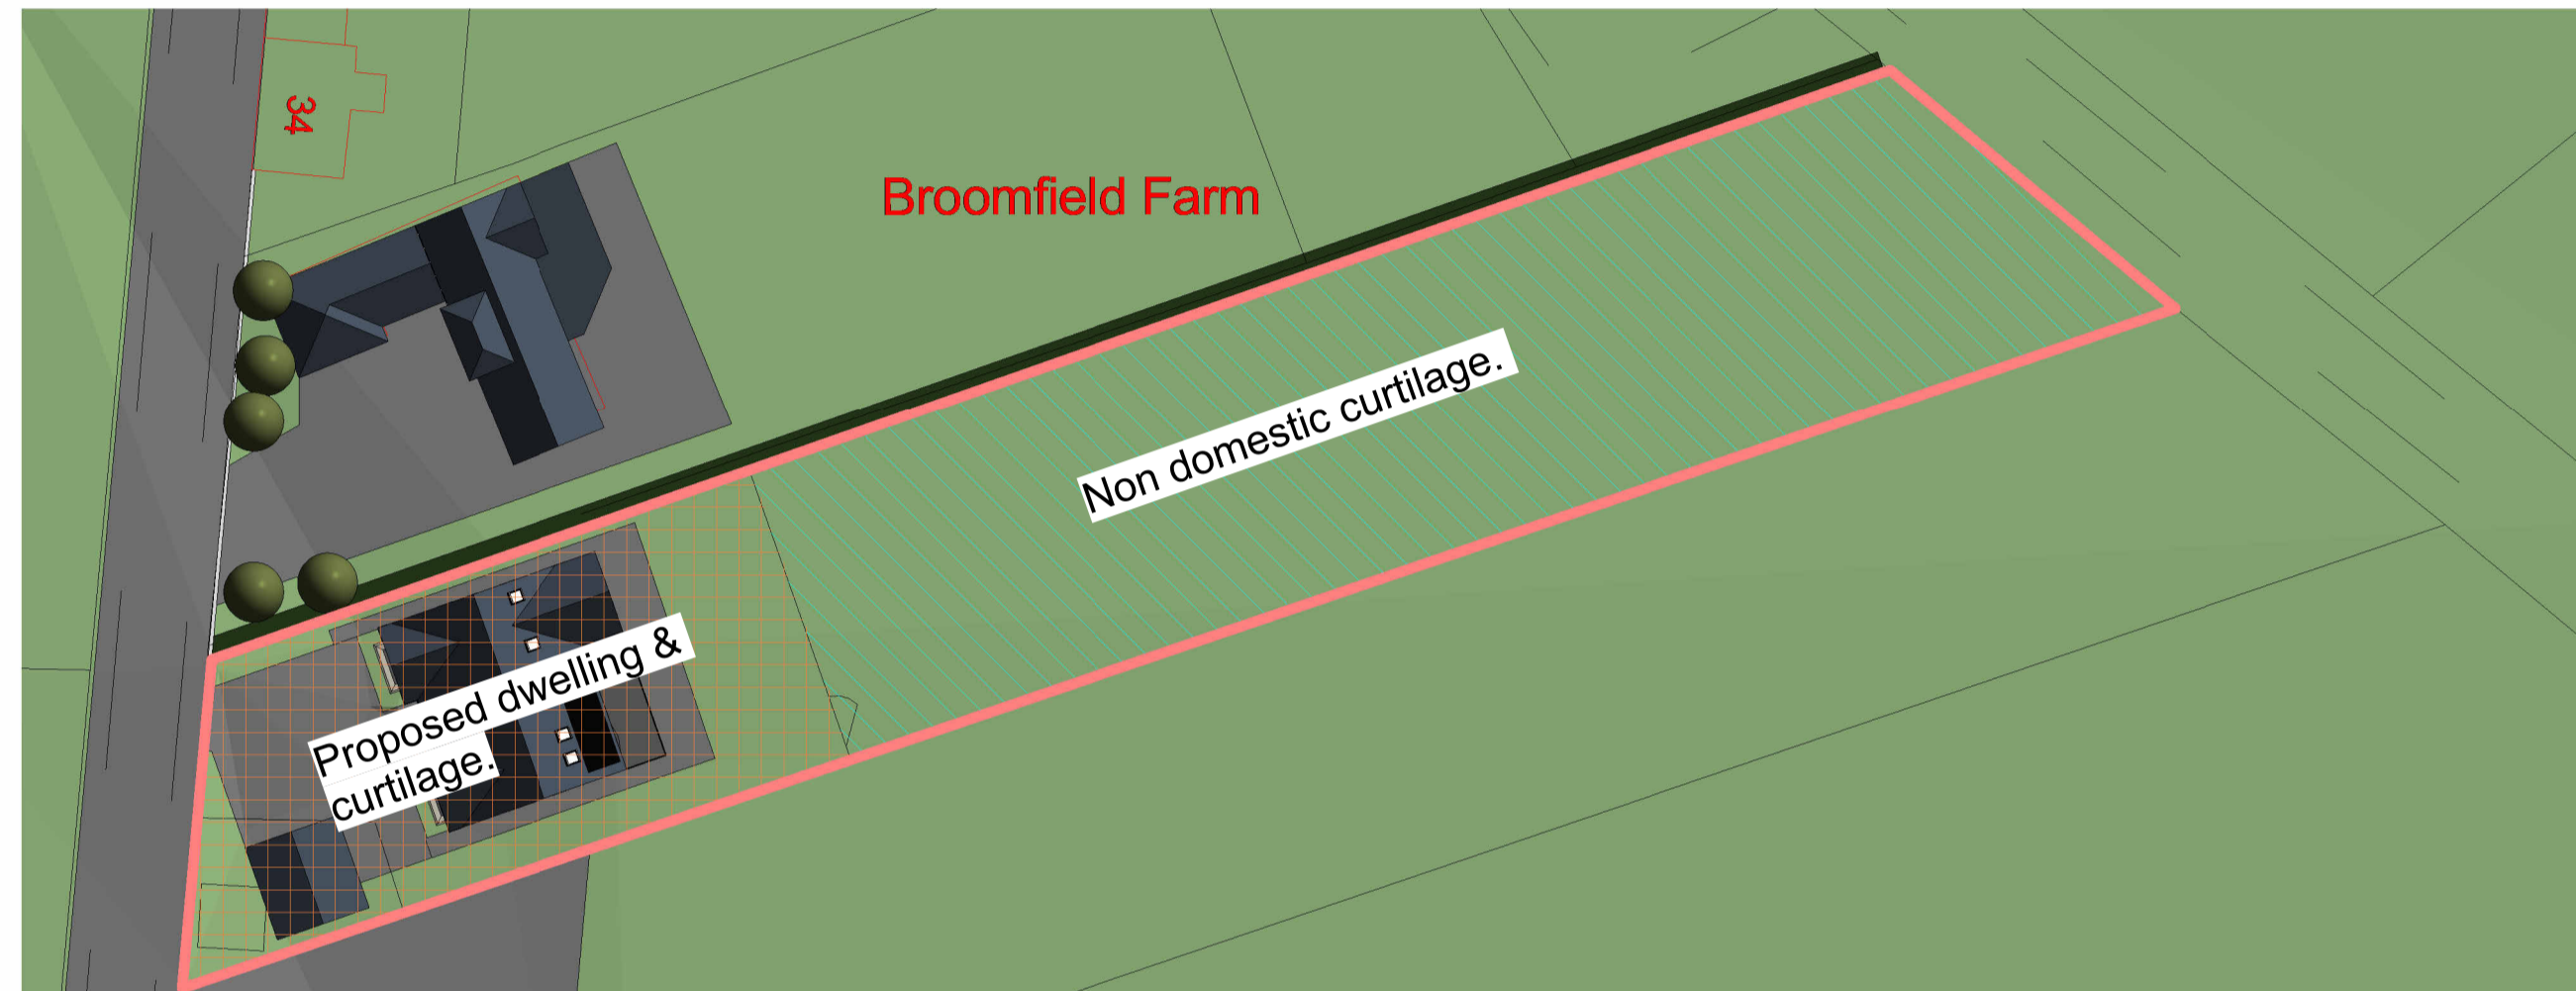 34
Broomfield Farm
Non domestic curtilage.
Proposed dwelling &
curtilage.